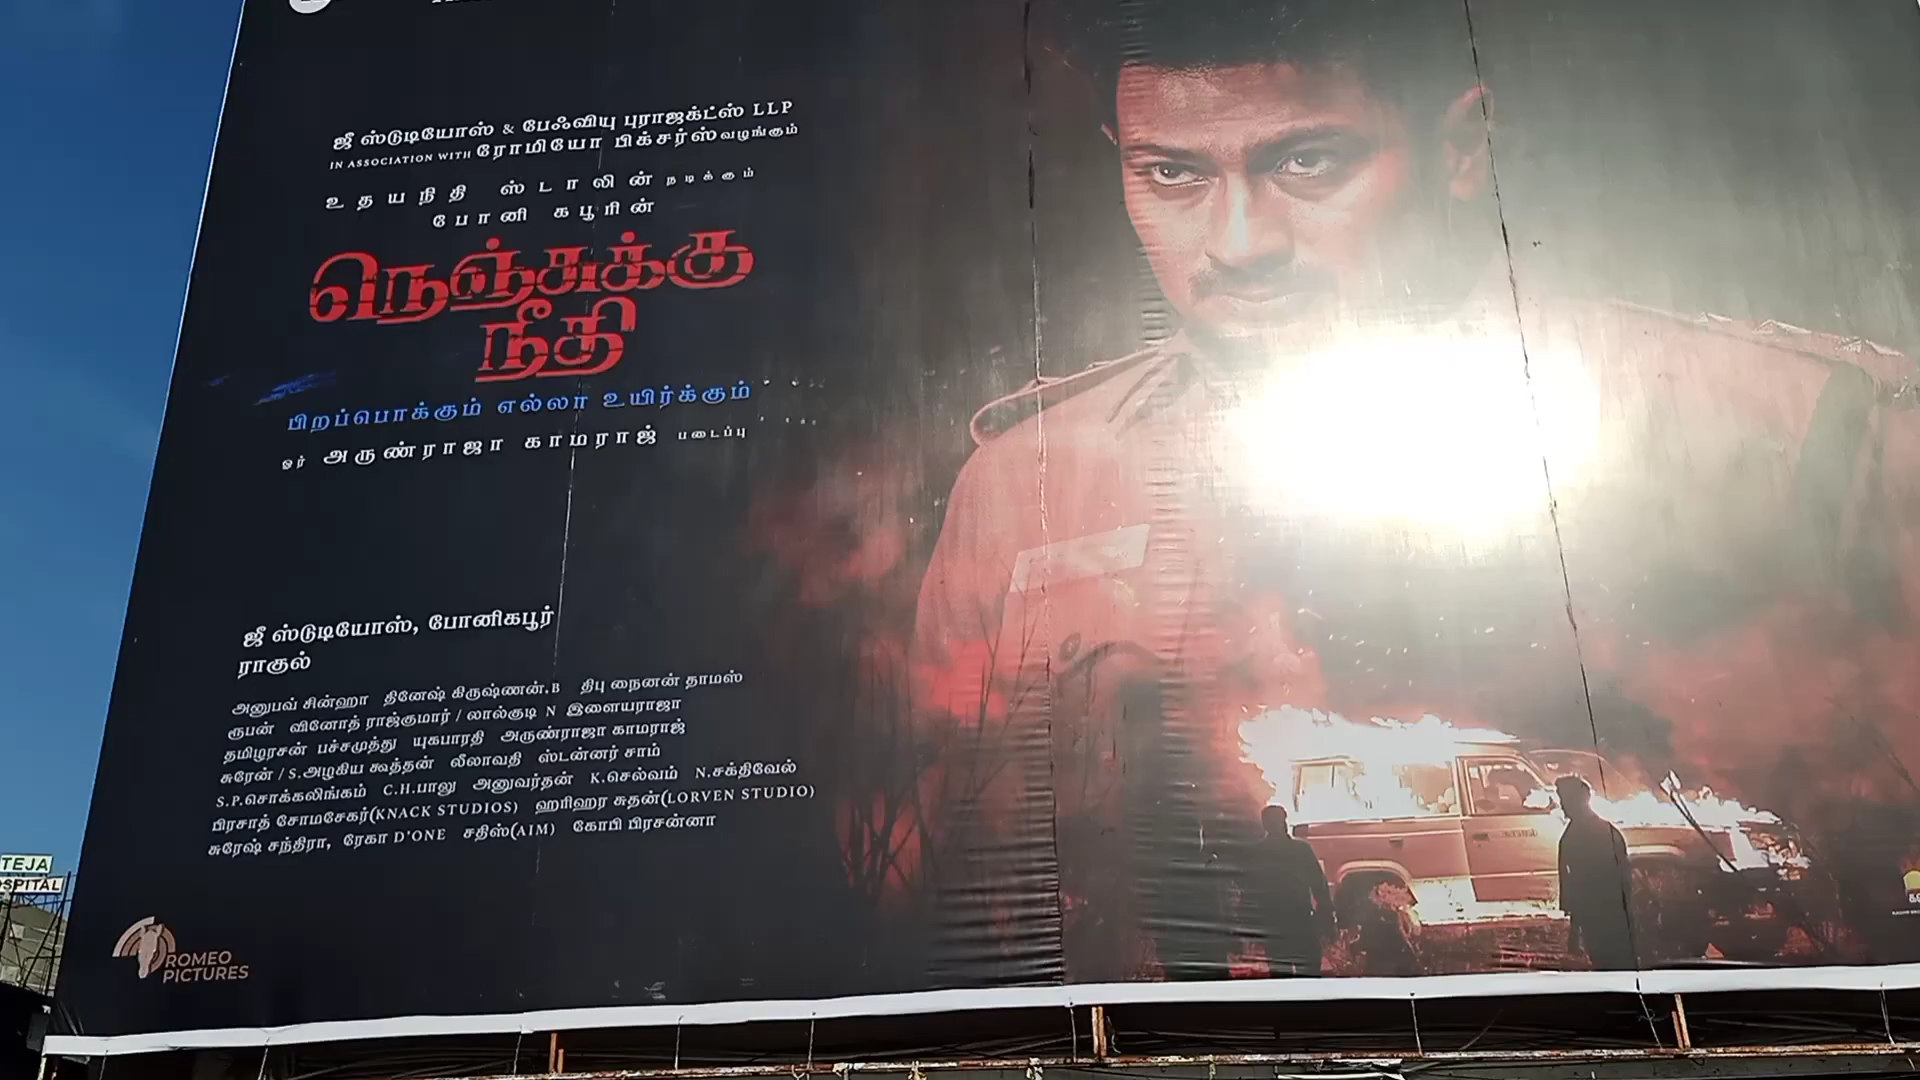 ஜீ ஸ்டுடியோஸ் & பேஃவியு புராஜக்ட்ஸ் LLP
IN ASSOCIATION WITH ரோமியோ பிக்சர்ஸ் வழங்கும்
உதயநிதி ஸ்டாலின் நடிக்கும்
போனி கபூரின்
நெஞ்சுக்கு
நீதி
பிறப்பொக்கும் எல்லா உயிர்க்கும்
ஓர் அருண்ராஜா காமராஜ் படைப்பு
ஜீ ஸ்டுடியோஸ், போனிகபூர்
ராகுல்
அனுபவ் சின்ஹா தினேஷ் கிருஷ்ணன்.B திபு நைனன் தாமஸ்
ரூபன் வினோத் ராஜ்குமார் / லால்குடி N இளையராஜா
தமிழரசன் பச்சமுத்து யுகபாரதி அருண்ராஜா காமராஜ்
சுரேன் / S.அழகிய கூத்தன் லீலாவதி ஸ்டன்னர் சாம்
S.P.சொக்கலிங்கம் C.H.பாலு அனுவர்தன் K.செல்வம் N.சக்திவேல்
பிரசாத் சோமசேகர்(KNACK STUDIOS) ஹரிஹர சுதன்(LORVEN STUDIO)
சுரேஷ் சந்திரா, ரேகா D'ONE சதிஸ்(AIM) கோபி பிரசன்னா
TEJA
OSPITAL
ROMEO
PICTURES
காவல்